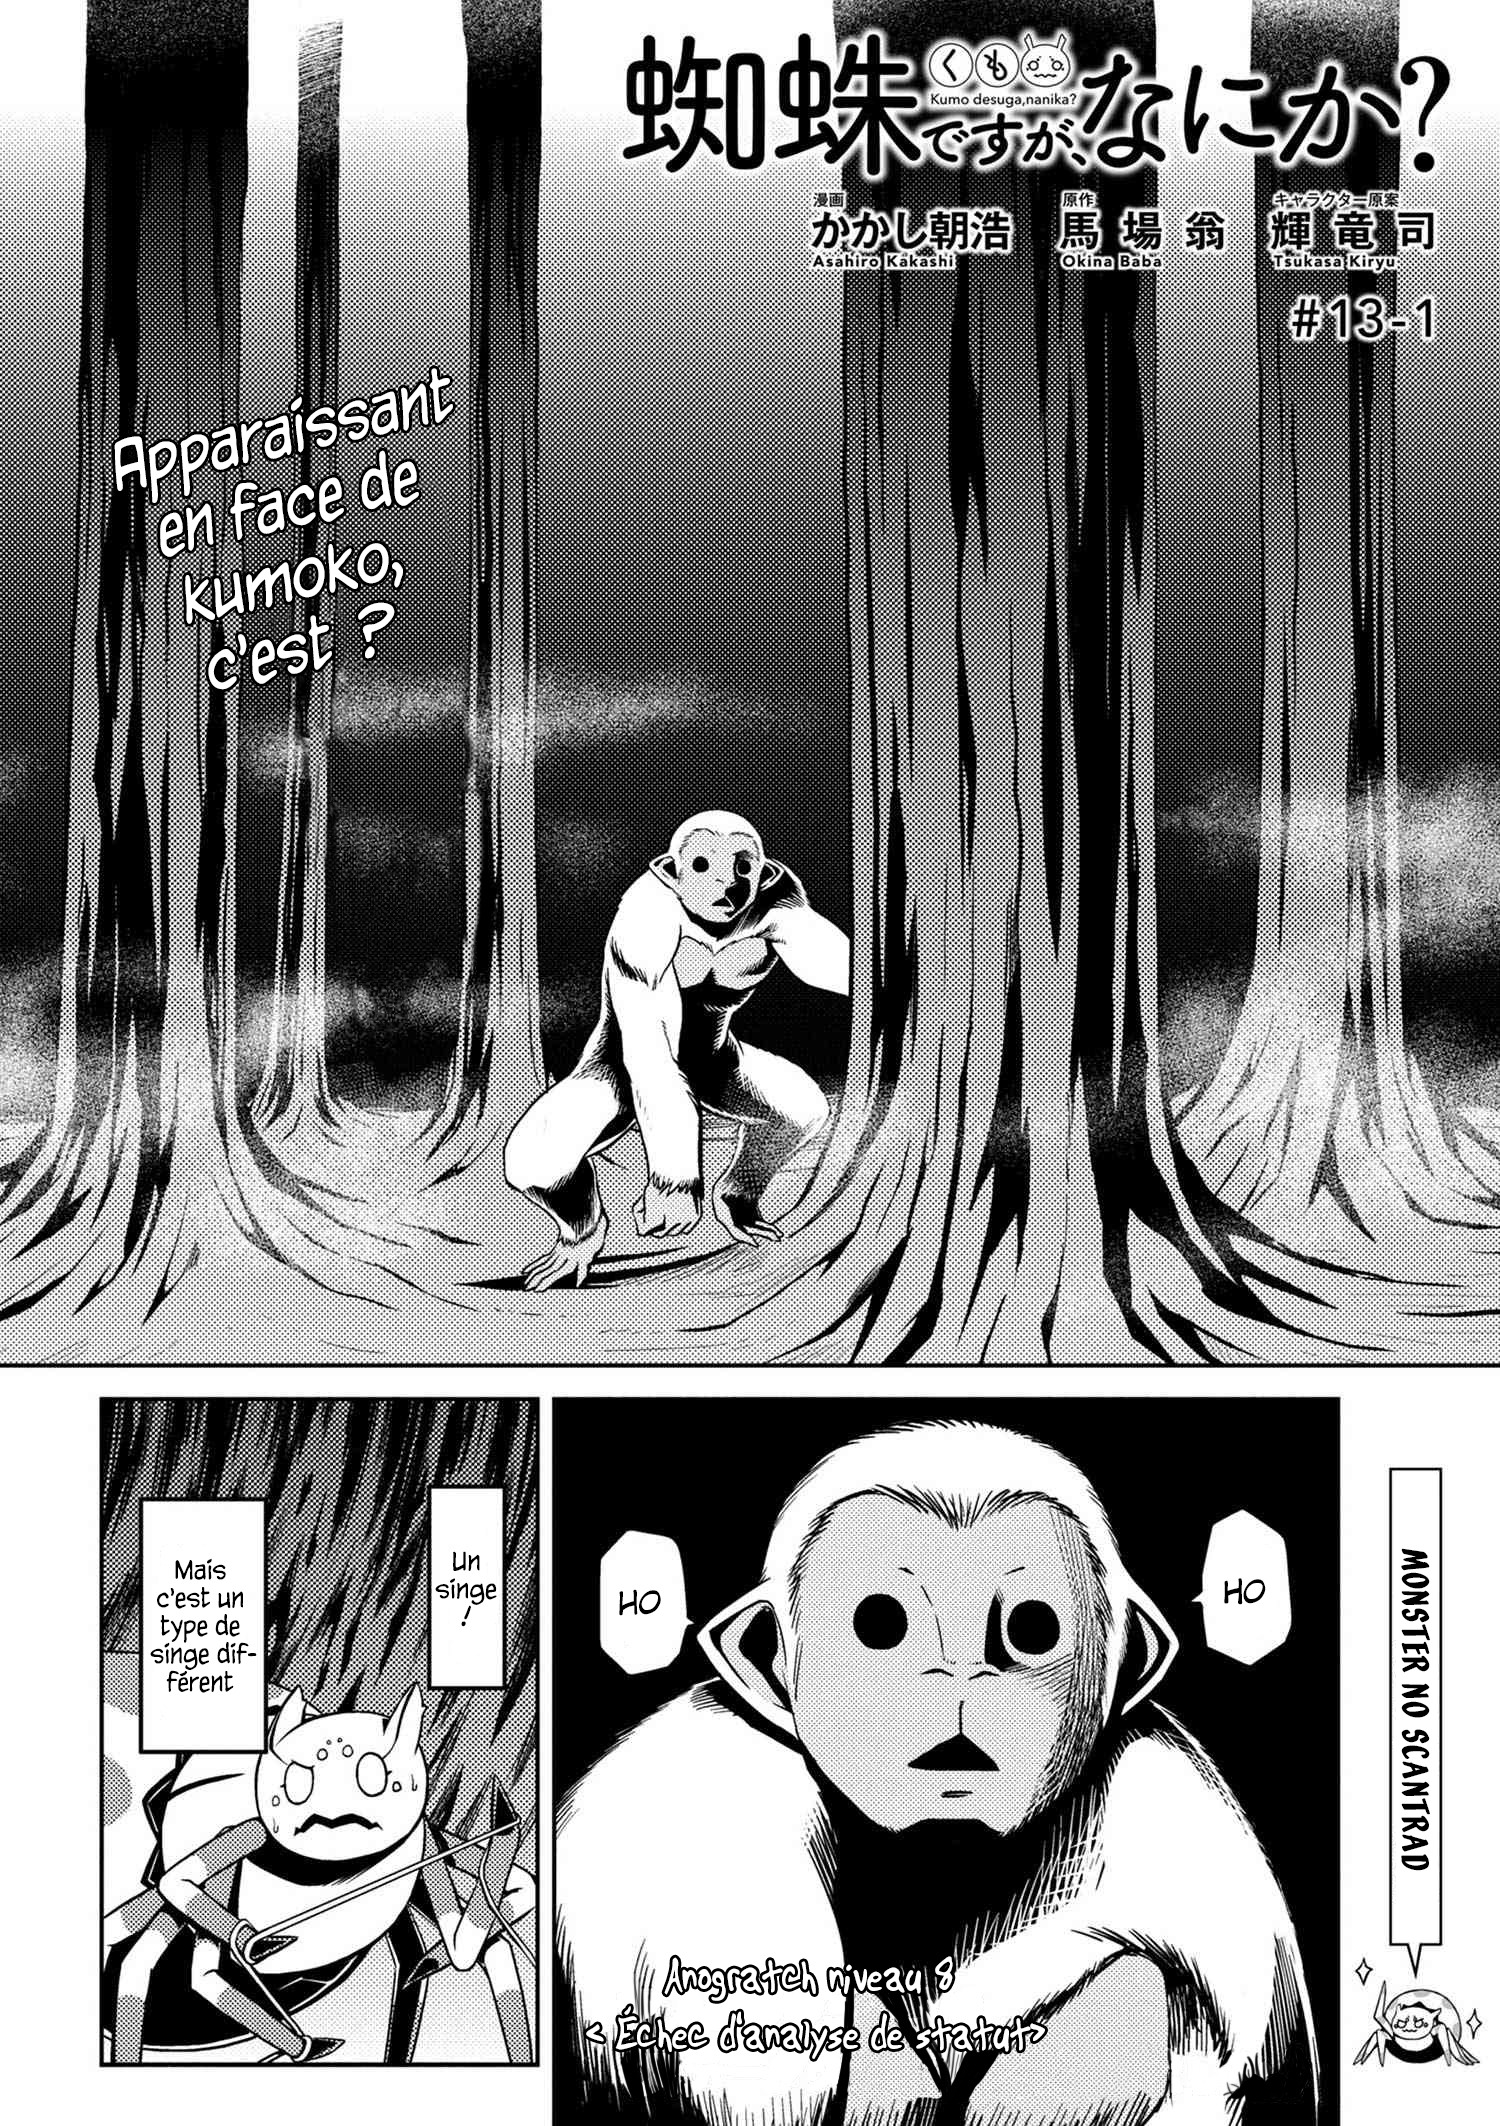 くも
Kumo desuga,nanika?
蜘蛛ですが、なにか?
漫画
かかし朝浩
Asahiro Kakashi
原作
馬場翁
Okina Baba
キャラクター原案
輝竜司
Tsukasa Kiryu
#13-1
Apparaissant
en face de
kumoko,
c'est ?
HO
HO
Anogratch niveau 8
< Échec d'analyse de statut>
Un
singe
!
Mais
c'est un
type de
singe dif-
férent
MONSTER NO SCANTRAD